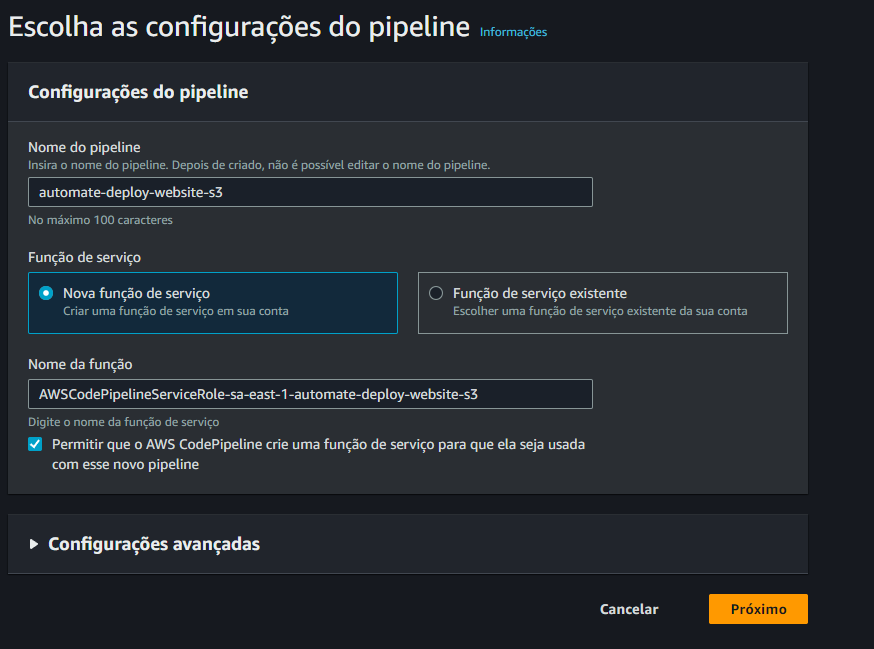 Escolha as configurações do pipeline Informações
Configurações do pipeline
Nome do pipeline
Insira o nome do pipeline. Depois de criado, não é possível editar o nome do pipeline.
automate-deploy-website-s3
No máximo 100 caracteres
Função de serviço
Nova função de serviço
Criar uma função de serviço em sua conta
Função de serviço existente
Escolher uma função de serviço existente da sua conta
Nome da função
AWSCodePipelineServiceRole-sa-east-1-automate-deploy-website-s3
Digite o nome da função de serviço
Permitir que o AWS CodePipeline crie uma função de serviço para que ela seja usada
com esse novo pipeline
Configurações avançadas
Cancelar
Próximo